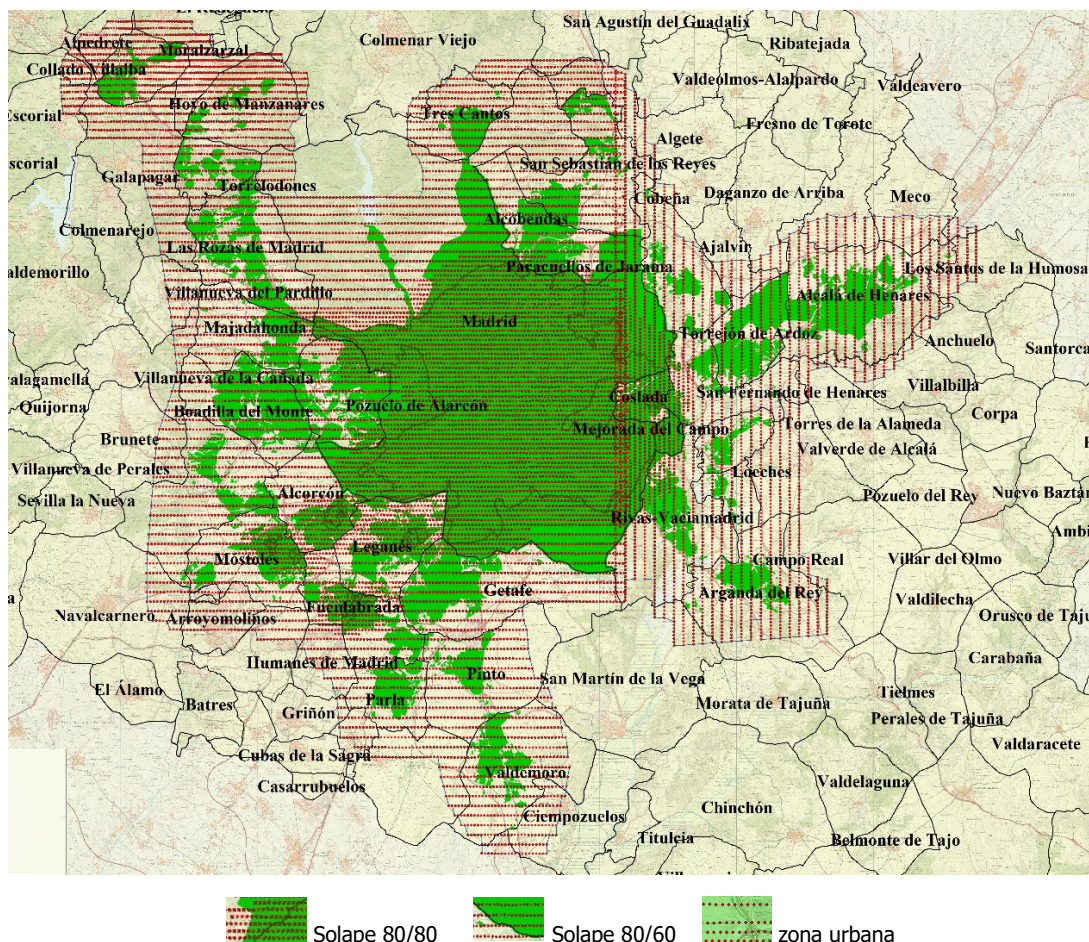 San Agustín del Guadalix
Colmenar Viejo
Ribatejada
Alpedrete
Moralzarzal
Collado Villalba
Valdeolmos-Alalpardo
Valdeavero
Hoyo de Manzanares
Escorial
Tres Cantos
Fresno de Torote
Algete
San Sebastián de los Reyes
Galapagar
Torrelodones
Daganzo de Arriba
Meco
Cobeña
Alcobendas
Colmenarejo
Las Rozas de Madrid
Ajalvir
Paracuellos de Jarama
Los Santos de la Humosa
Villanueva del Pardillo
Alcalá de Henares
Majadahonda
Madrid
Torrejón de Ardoz
Anchuelo
Santorca
Villanueva de la Cañada
Villalbilla
Quijorna
Boadilla del Monte
Pozuelo de Alarcón
Coslada
San Fernando de Henares
Corpa
Brunete
Mejorada del Campo
Torres de la Alameda
Valverde de Alcalá
Villanueva de Perales
Loeches
Sevilla la Nueva
Alcorcón
Pozuelo del Rey
Nuevo Baztán
Rivas-Vaciamadrid
Ambi
Leganés
Móstoles
Campo Real
Villar del Olmo
Getafe
Arganda del Rey
Valdilecha
Navalcarnero
Arroyomolinos
Fuenlabrada
Orusco de Taju
Humanes de Madrid
Carabaña
Pinto
San Martín de la Vega
El Álamo
Batres
Parla
Morata de Tajuña
Tielmes
Griñón
Perales de Tajuña
Cubas de la Sagra
Valdaracete
Casarrubuelos
Valdemoro
Valdelaguna
Ciempozuelos
Chinchón
Titulcia
Belmonte de Tajo
Solape 80/80 Solape 80/60 zona urbana